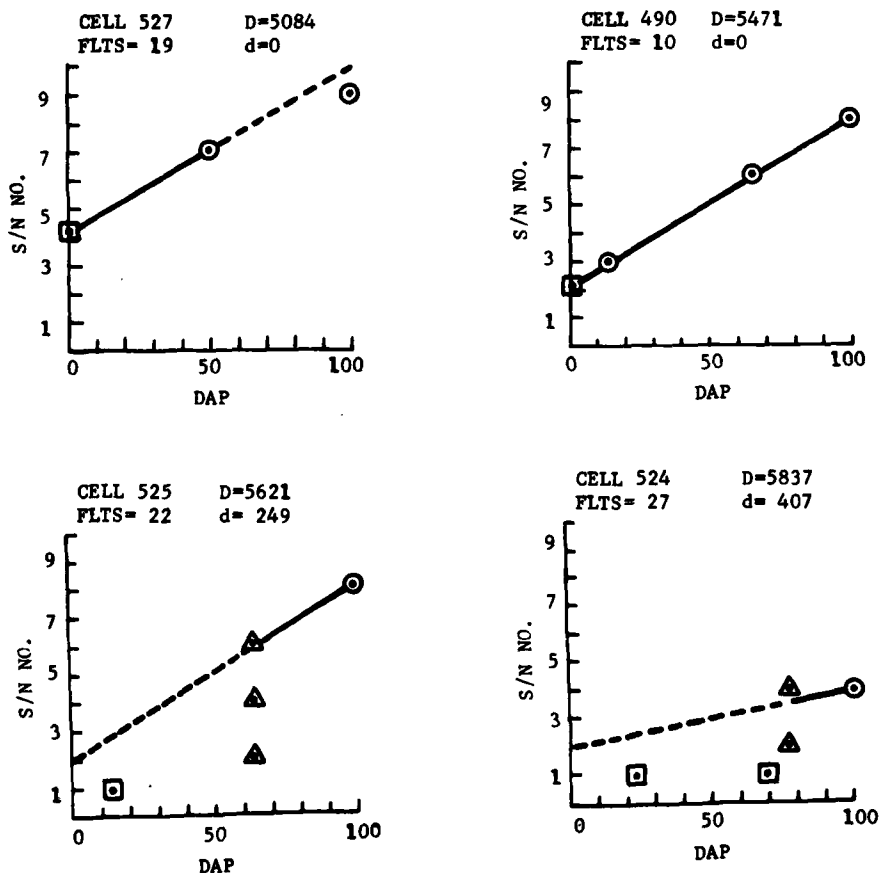 CELL 527 D=5084
FLTS= 19 d=0
9
7
5
3
1
S/N NO.
0 50 100
DAP
CELL 490 D=5471
FLTS= 10 d=0
9
7
5
3
1
S/N NO.
0 50 100
DAP
CELL 525 D=5621
FLTS= 22 d= 249
9
7
5
3
1
S/N NO.
0 50 100
DAP
CELL 524 D=5837
FLTS= 27 d= 407
9
7
5
3
1
S/N NO.
0 50 100
DAP